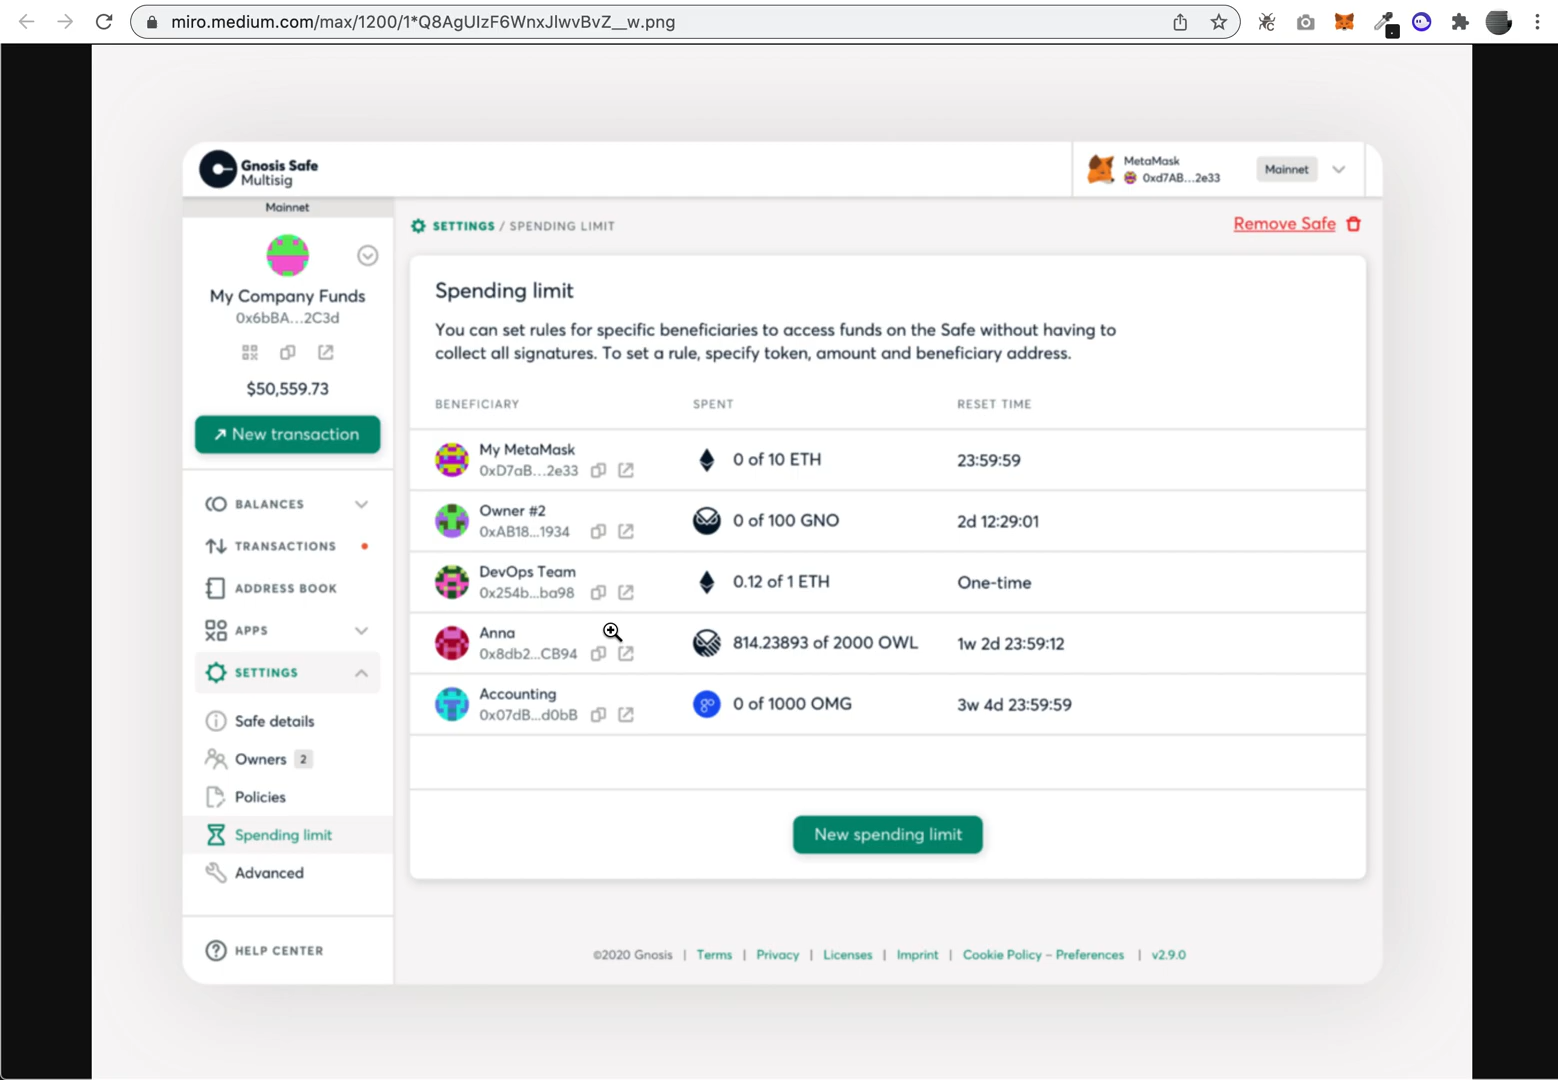 miro.medium.com/max/1200/1*Q8AgUIzF6WnxJlwvBvZ__w.png
Gnosis Safe
Multisig
MetaMask
0xd7AB...2e33
Mainnet
Mainnet
My Company Funds
0x6bBA...2C3d
$50,559.73
New transaction
BALANCES
TRANSACTIONS
ADDRESS BOOK
APPS
SETTINGS
Safe details
Owners 2
Policies
Spending limit
Advanced
HELP CENTER
SETTINGS / SPENDING LIMIT
Remove Safe
Spending limit
You can set rules for specific beneficiaries to access funds on the Safe without having to
collect all signatures. To set a rule, specify token, amount and beneficiary address.
BENEFICIARY SPENT RESET TIME
My MetaMask
0xD7aB...2e33
0 of 10 ETH
23:59:59
Owner #2
0xAB18...1934
0 of 100 GNO
2d 12:29:01
DevOps Team
0x254b...ba98
0.12 of 1 ETH
One-time
Anna
0x8db2...CB94
814.23893 of 2000 OWL
1w 2d 23:59:12
Accounting
0x07dB...d0bB
0 of 1000 OMG
3w 4d 23:59:59
New spending limit
©2020 Gnosis | Terms | Privacy | Licenses | Imprint | Cookie Policy – Preferences | v2.9.0